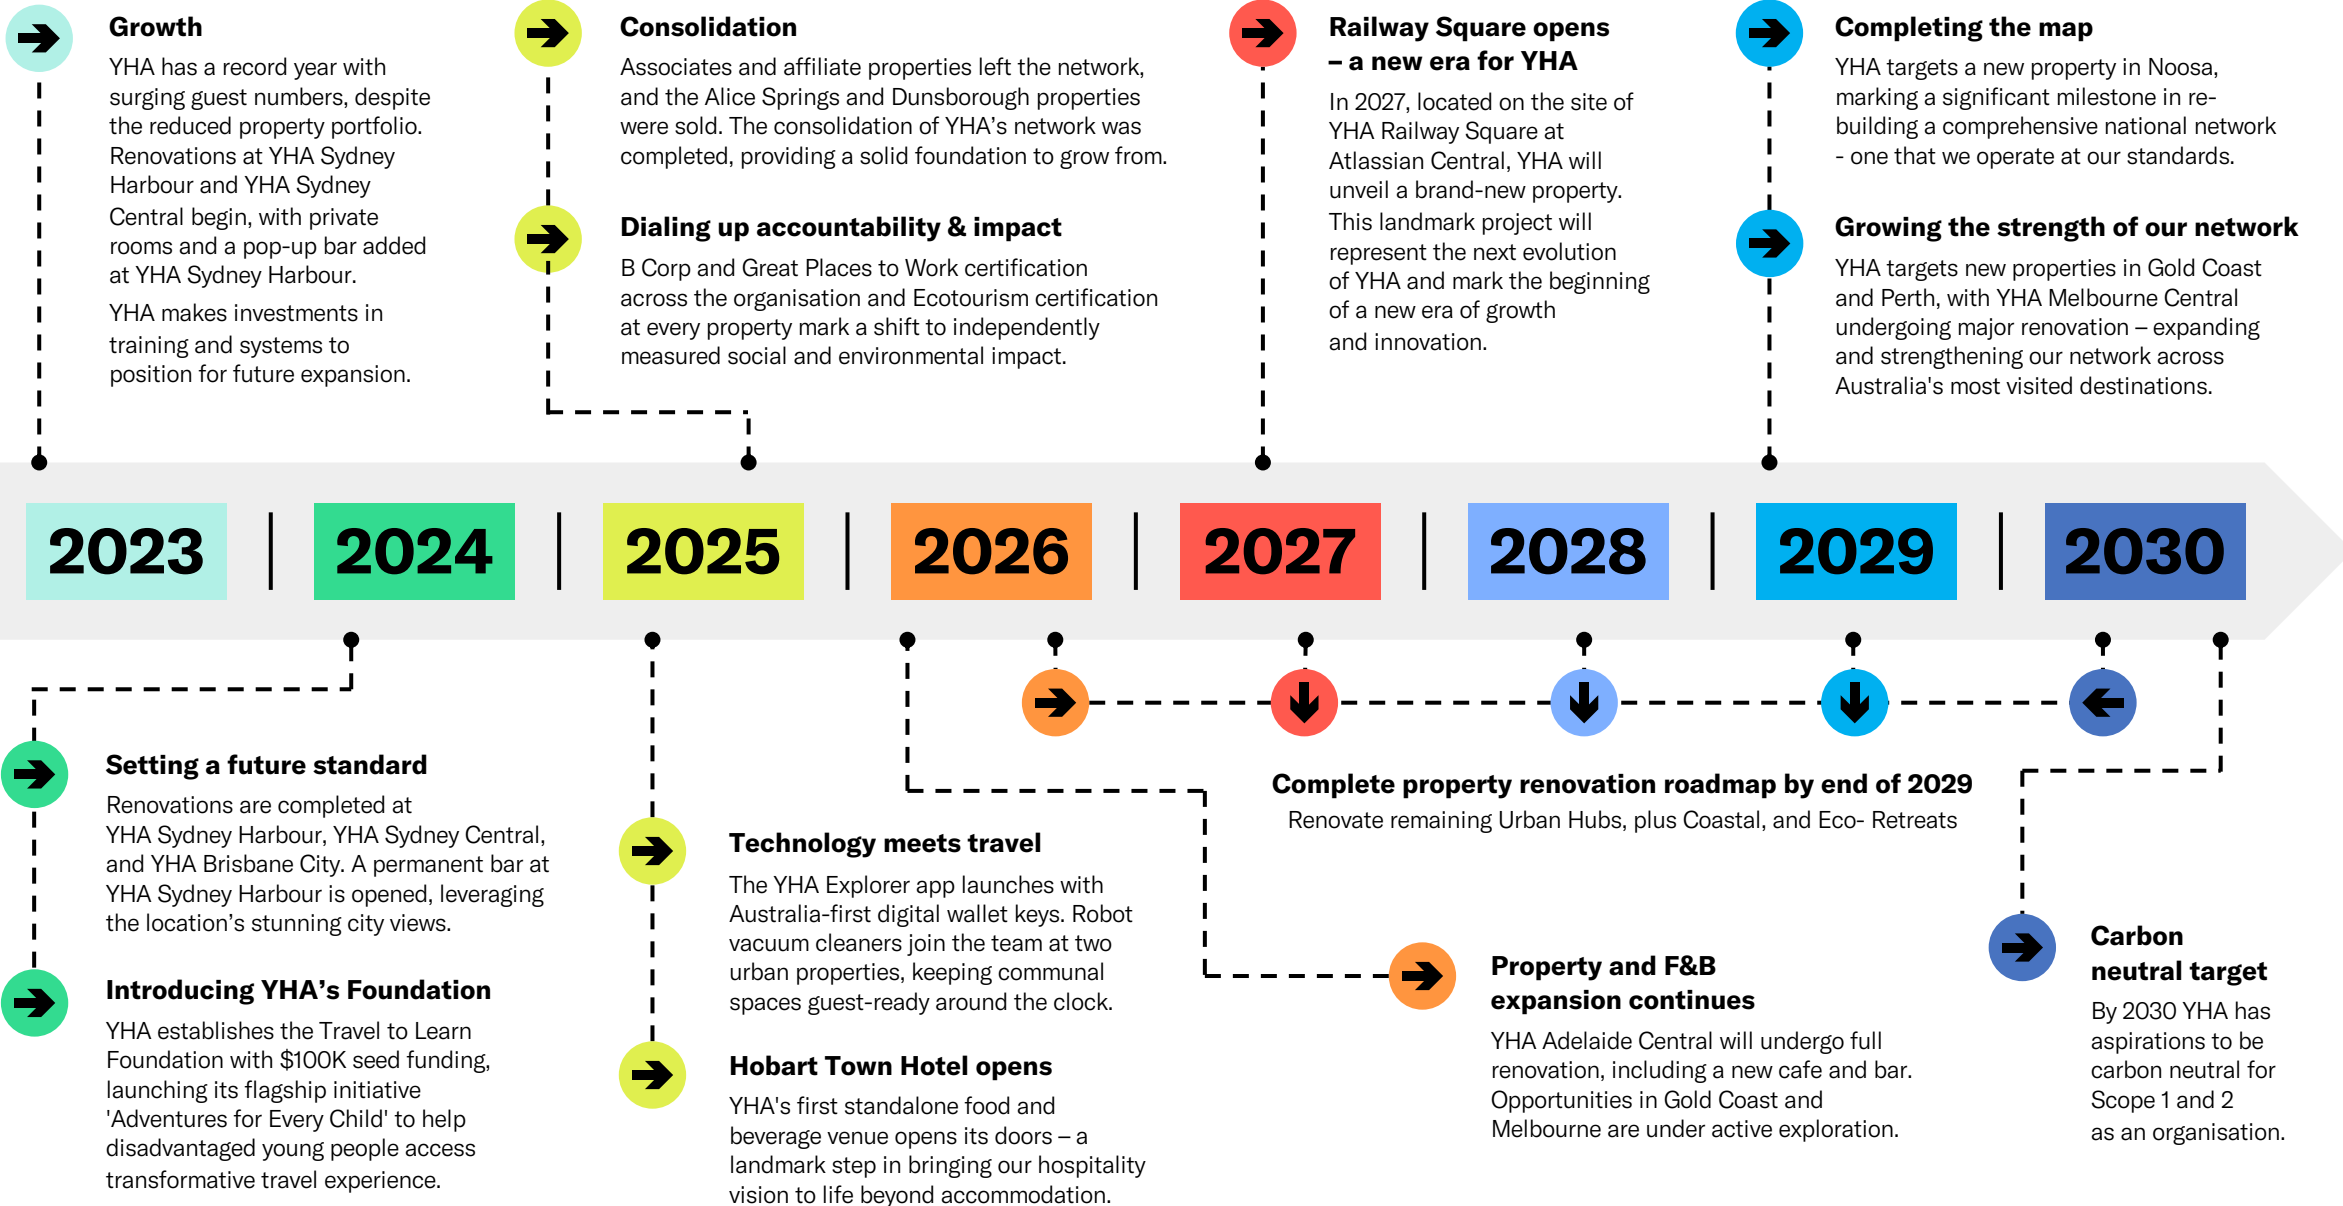 Growth
YHA has a record year with
surging guest numbers, despite
the reduced property portfolio.
Renovations at YHA Sydney
Harbour and YHA Sydney
Central begin, with private
rooms and a pop-up bar added
at YHA Sydney Harbour.
YHA makes investments in
training and systems to
position for future expansion.
Consolidation
Associates and affiliate properties left the network,
and the Alice Springs and Dunsborough properties
were sold. The consolidation of YHA’s network was
completed, providing a solid foundation to grow from.
Dialing up accountability & impact
B Corp and Great Places to Work certification
across the organisation and Ecotourism certification
at every property mark a shift to independently
measured social and environmental impact.
Railway Square opens
– a new era for YHA
In 2027, located on the site of
YHA Railway Square at
Atlassian Central, YHA will
unveil a brand-new property.
This landmark project will
represent the next evolution
of YHA and mark the beginning
of a new era of growth
and innovation.
Completing the map
YHA targets a new property in Noosa,
marking a significant milestone in re-
building a comprehensive national network
- one that we operate at our standards.
Growing the strength of our network
YHA targets new properties in Gold Coast
and Perth, with YHA Melbourne Central
undergoing major renovation – expanding
and strengthening our network across
Australia's most visited destinations.
2023
2024
2025
2026
2027
2028
2029
2030
Setting a future standard
Renovations are completed at
YHA Sydney Harbour, YHA Sydney Central,
and YHA Brisbane City. A permanent bar at
YHA Sydney Harbour is opened, leveraging
the location’s stunning city views.
Introducing YHA’s Foundation
YHA establishes the Travel to Learn
Foundation with $100K seed funding,
launching its flagship initiative
'Adventures for Every Child' to help
disadvantaged young people access
transformative travel experience.
Technology meets travel
The YHA Explorer app launches with
Australia-first digital wallet keys. Robot
vacuum cleaners join the team at two
urban properties, keeping communal
spaces guest-ready around the clock.
Hobart Town Hotel opens
YHA's first standalone food and
beverage venue opens its doors – a
landmark step in bringing our hospitality
vision to life beyond accommodation.
Complete property renovation roadmap by end of 2029
Renovate remaining Urban Hubs, plus Coastal, and Eco- Retreats
Property and F&B
expansion continues
YHA Adelaide Central will undergo full
renovation, including a new cafe and bar.
Opportunities in Gold Coast and
Melbourne are under active exploration.
Carbon
neutral target
By 2030 YHA has
aspirations to be
carbon neutral for
Scope 1 and 2
as an organisation.